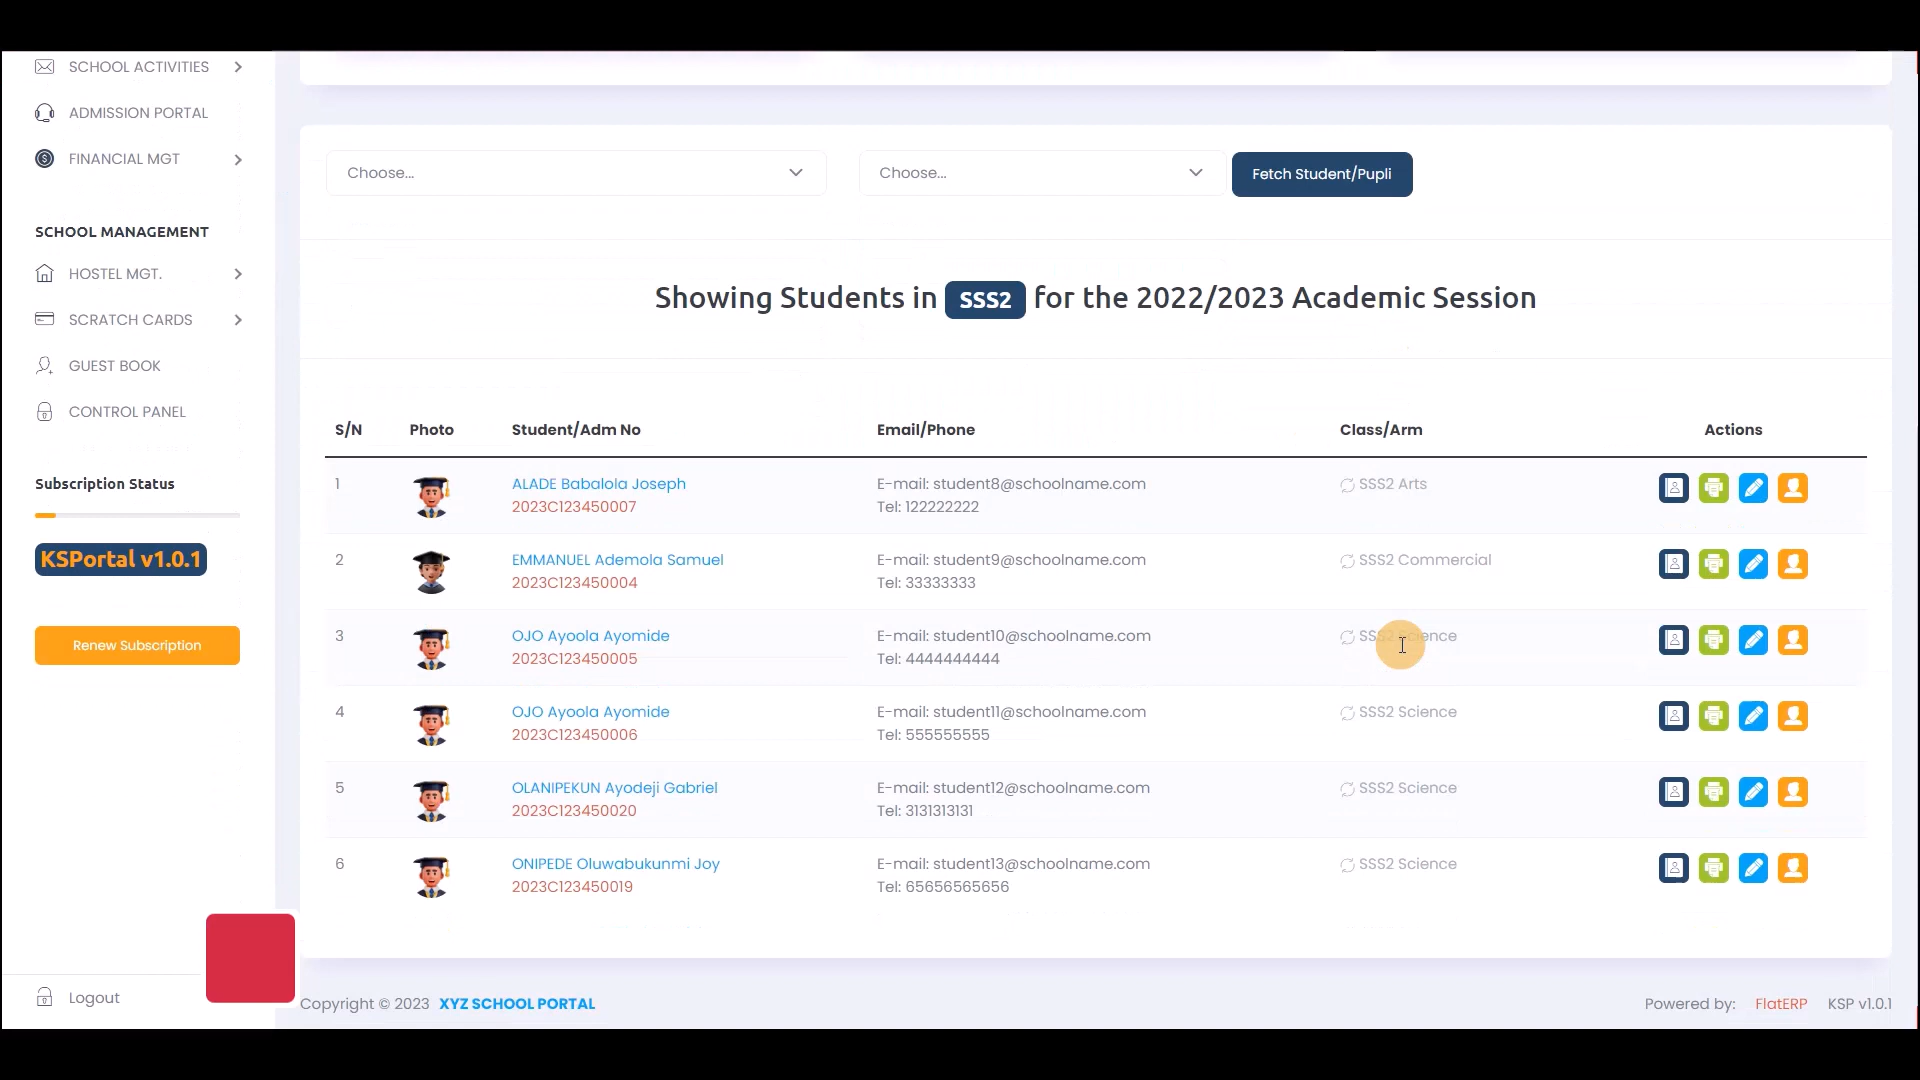 SCHOOL ACTIVITIES
ADMISSION PORTAL
FINANCIAL MGT
SCHOOL MANAGEMENT
HOSTEL MGT.
SCRATCH CARDS
GUEST BOOK
CONTROL PANEL
Subscription Status
KSPortal v1.0.1
Renew Subscription
Logout
Choose...
Choose...
Fetch Student/Pupli
Showing Students in SSS2 for the 2022/2023 Academic Session
S/N Photo Student/Adm No Email/Phone Class/Arm Actions
1 ALADE Babalola Joseph E-mail: student8@schoolname.com SSS2 Arts
2023C123450007 Tel: 122222222
2 EMMANUEL Ademola Samuel E-mail: student9@schoolname.com SSS2 Commercial
2023C123450004 Tel: 33333333
3 OJO Ayoola Ayomide E-mail: student10@schoolname.com SSS2 Science
2023C123450005 Tel: 4444444444
4 OJO Ayoola Ayomide E-mail: student11@schoolname.com SSS2 Science
2023C123450006 Tel: 555555555
5 OLANIPEKUN Ayodeji Gabriel E-mail: student12@schoolname.com SSS2 Science
2023C123450020 Tel: 3131313131
6 ONIPEDE Oluwabukunmi Joy E-mail: student13@schoolname.com SSS2 Science
2023C123450019 Tel: 65656565656
Copyright © 2023 XYZ SCHOOL PORTAL
Powered by: FlatERP KSP v1.0.1